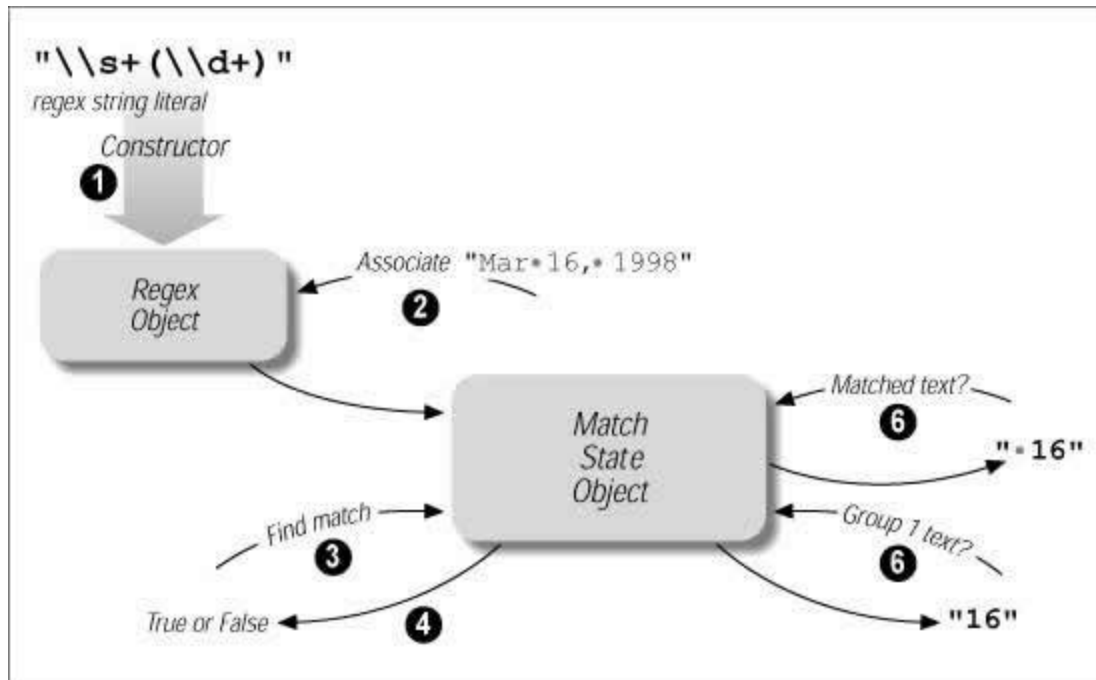 "\\s+(\\d+)"
regex string literal
Constructor
1
Regex
Object
Associate "Mar•16,• 1998"
2
Match
State
Object
Matched text?
6
"•16"
Find match
3
Group 1 text?
6
True or False
4
"16"